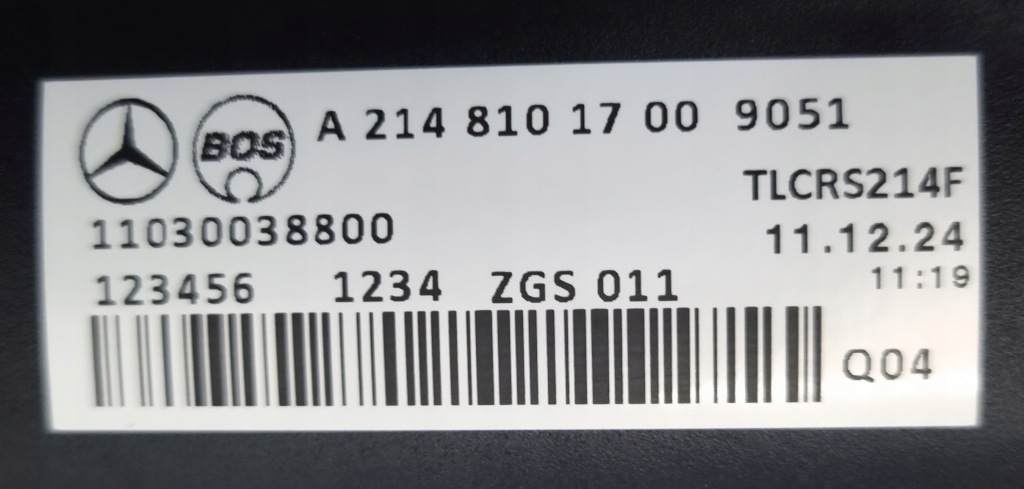 BOS A 214 810 17 00 9051
TLCRS214F
11030038800
11.12.24
11:19
123456 1234 ZGS 011
Q04